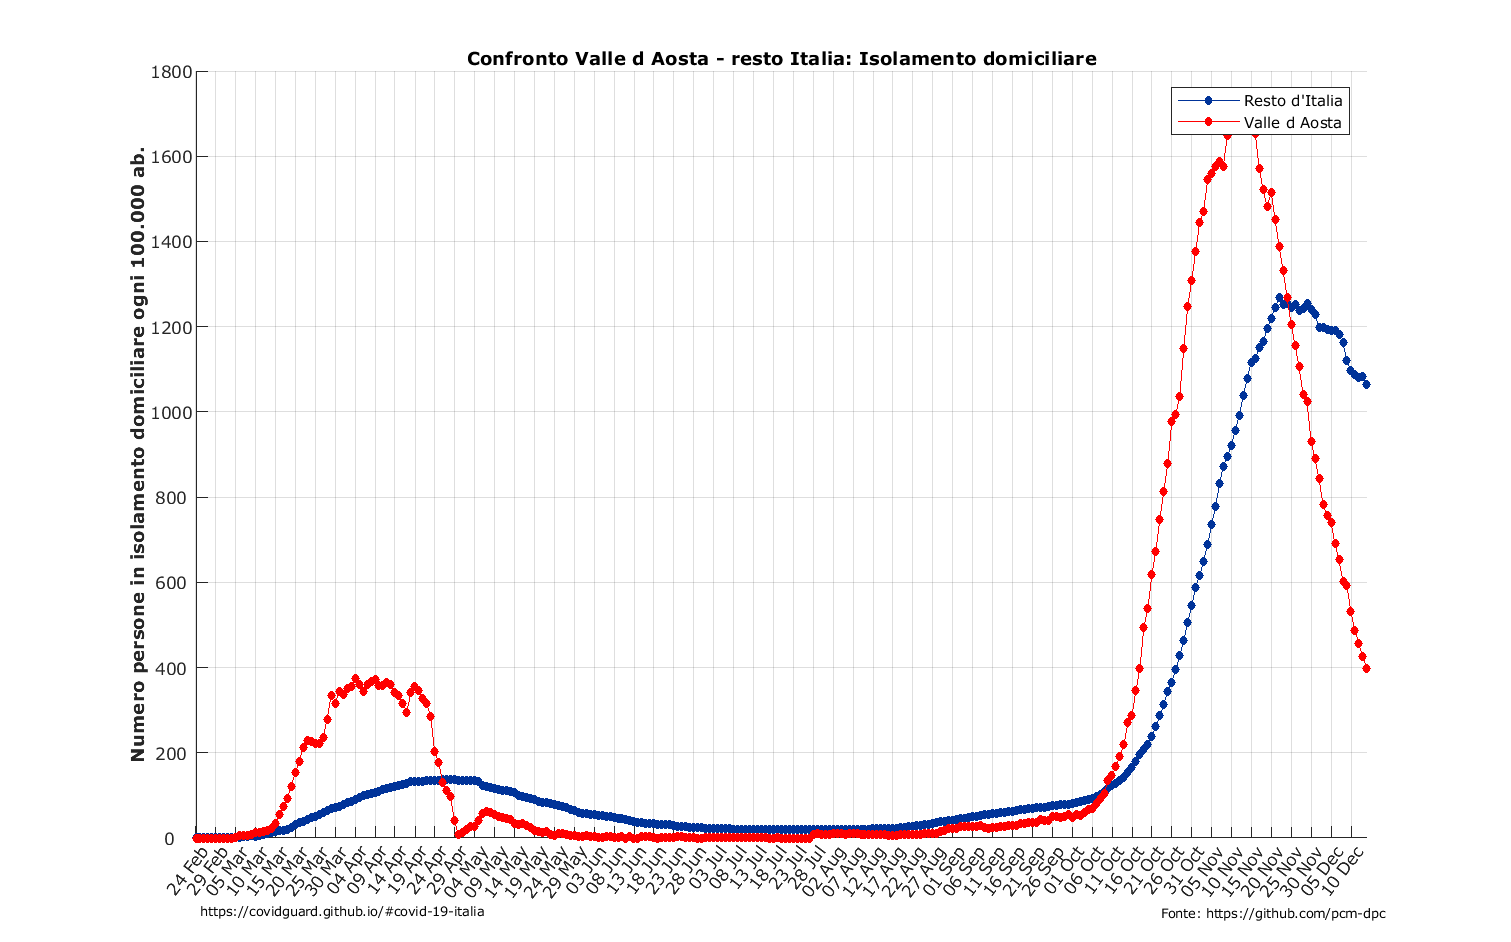 Confronto Valle d Aosta - resto Italia: Isolamento domiciliare
Numero persone in isolamento domiciliare ogni 100.000 ab.
1800
1600
1400
1200
1000
800
600
400
200
0
Resto d'Italia
Valle d Aosta
24 Feb
29 Feb
05 Mar
10 Mar
15 Mar
20 Mar
25 Mar
30 Mar
04 Apr
09 Apr
14 Apr
19 Apr
24 Apr
29 Apr
04 May
09 May
14 May
19 May
24 May
29 May
03 Jun
08 Jun
13 Jun
18 Jun
23 Jun
28 Jun
03 Jul
08 Jul
13 Jul
18 Jul
23 Jul
28 Jul
02 Aug
07 Aug
12 Aug
17 Aug
22 Aug
27 Aug
01 Sep
06 Sep
11 Sep
16 Sep
21 Sep
26 Sep
01 Oct
06 Oct
11 Oct
16 Oct
21 Oct
26 Oct
31 Oct
05 Nov
10 Nov
15 Nov
20 Nov
25 Nov
30 Nov
05 Dec
10 Dec
https://covidguard.github.io/#covid-19-italia
Fonte: https://github.com/pcm-dpc